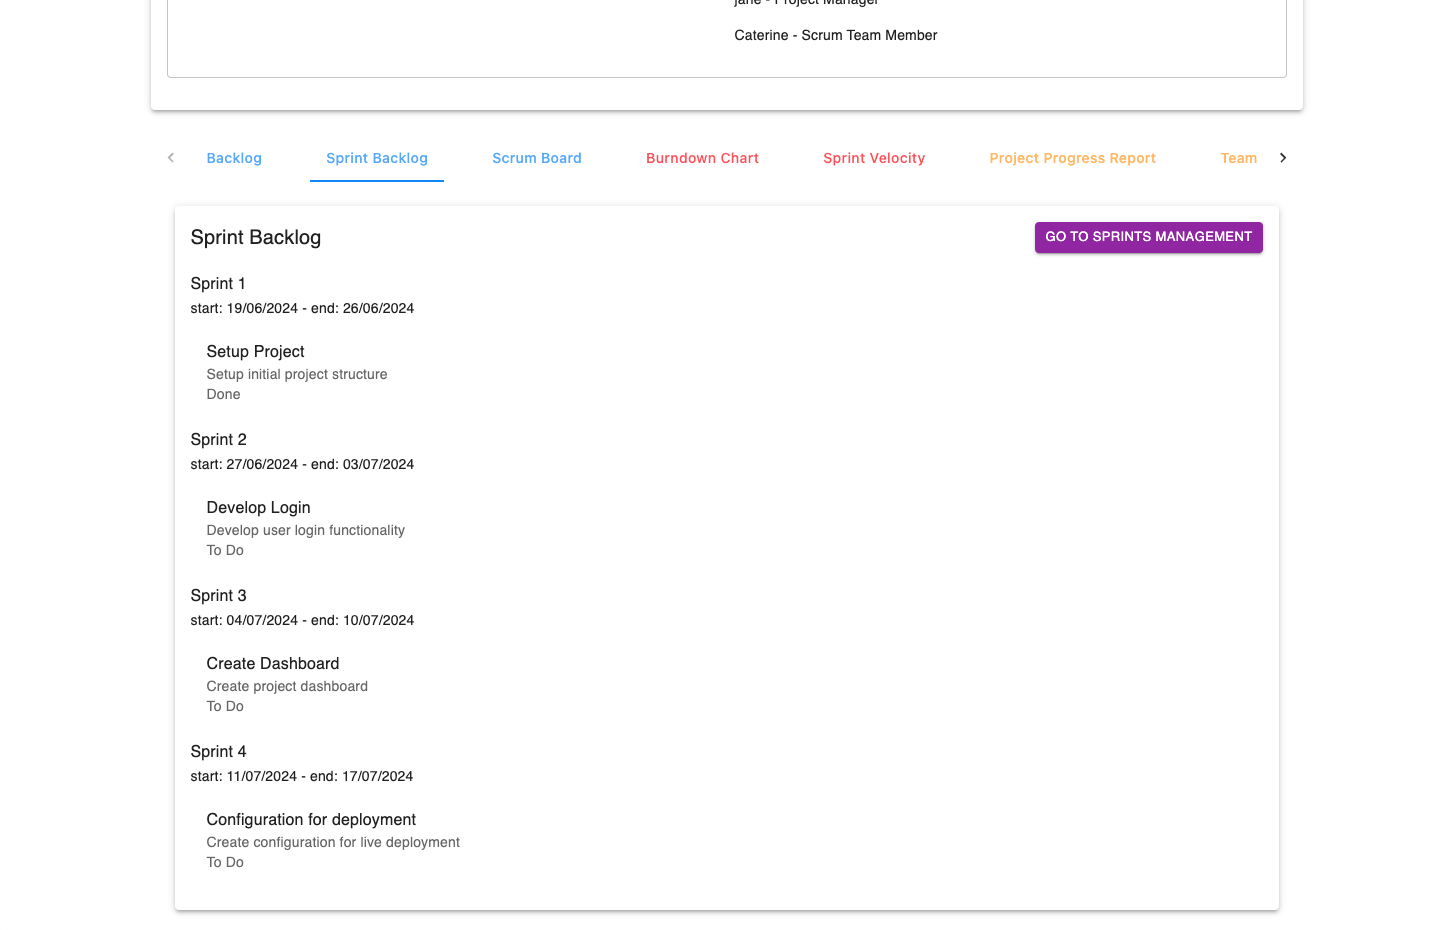 jane - Project Manager
Caterine - Scrum Team Member
Backlog
Sprint Backlog
Scrum Board
Burndown Chart
Sprint Velocity
Project Progress Report
Team
Sprint Backlog
GO TO SPRINTS MANAGEMENT
Sprint 1
start: 19/06/2024 - end: 26/06/2024
Setup Project
Setup initial project structure
Done
Sprint 2
start: 27/06/2024 - end: 03/07/2024
Develop Login
Develop user login functionality
To Do
Sprint 3
start: 04/07/2024 - end: 10/07/2024
Create Dashboard
Create project dashboard
To Do
Sprint 4
start: 11/07/2024 - end: 17/07/2024
Configuration for deployment
Create configuration for live deployment
To Do